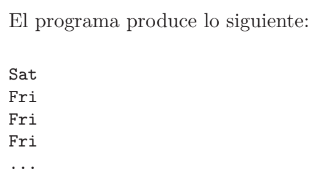 El programa produce lo siguiente:
Sat
Fri
Fri
Fri
...